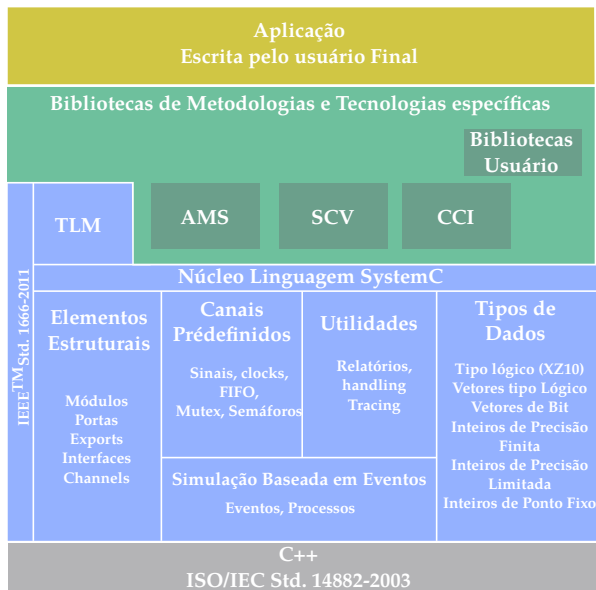 Aplicação
Escrita pelo usuário Final
Bibliotecas de Metodologias e Tecnologias específicas
Bibliotecas
Usuário
TLM
AMS
SCV
CCI
IEEE™ Std. 1666-2011
Núcleo Linguagem SystemC
Elementos
Estruturais
Módulos
Portas
Exports
Interfaces
Channels
Canais
Prédefinidos
Sinais, clocks,
FIFO,
Mutex, Semáforos
Utilidades
Relatórios,
handling
Tracing
Simulação Baseada em Eventos
Eventos, Processos
Tipos de
Dados
Tipo lógico (XZ10)
Vetores tipo Lógico
Vetores de Bit
Inteiros de Precisão
Finita
Inteiros de Precisão
Limitada
Inteiros de Ponto Fixo
C++
ISO/IEC Std. 14882-2003